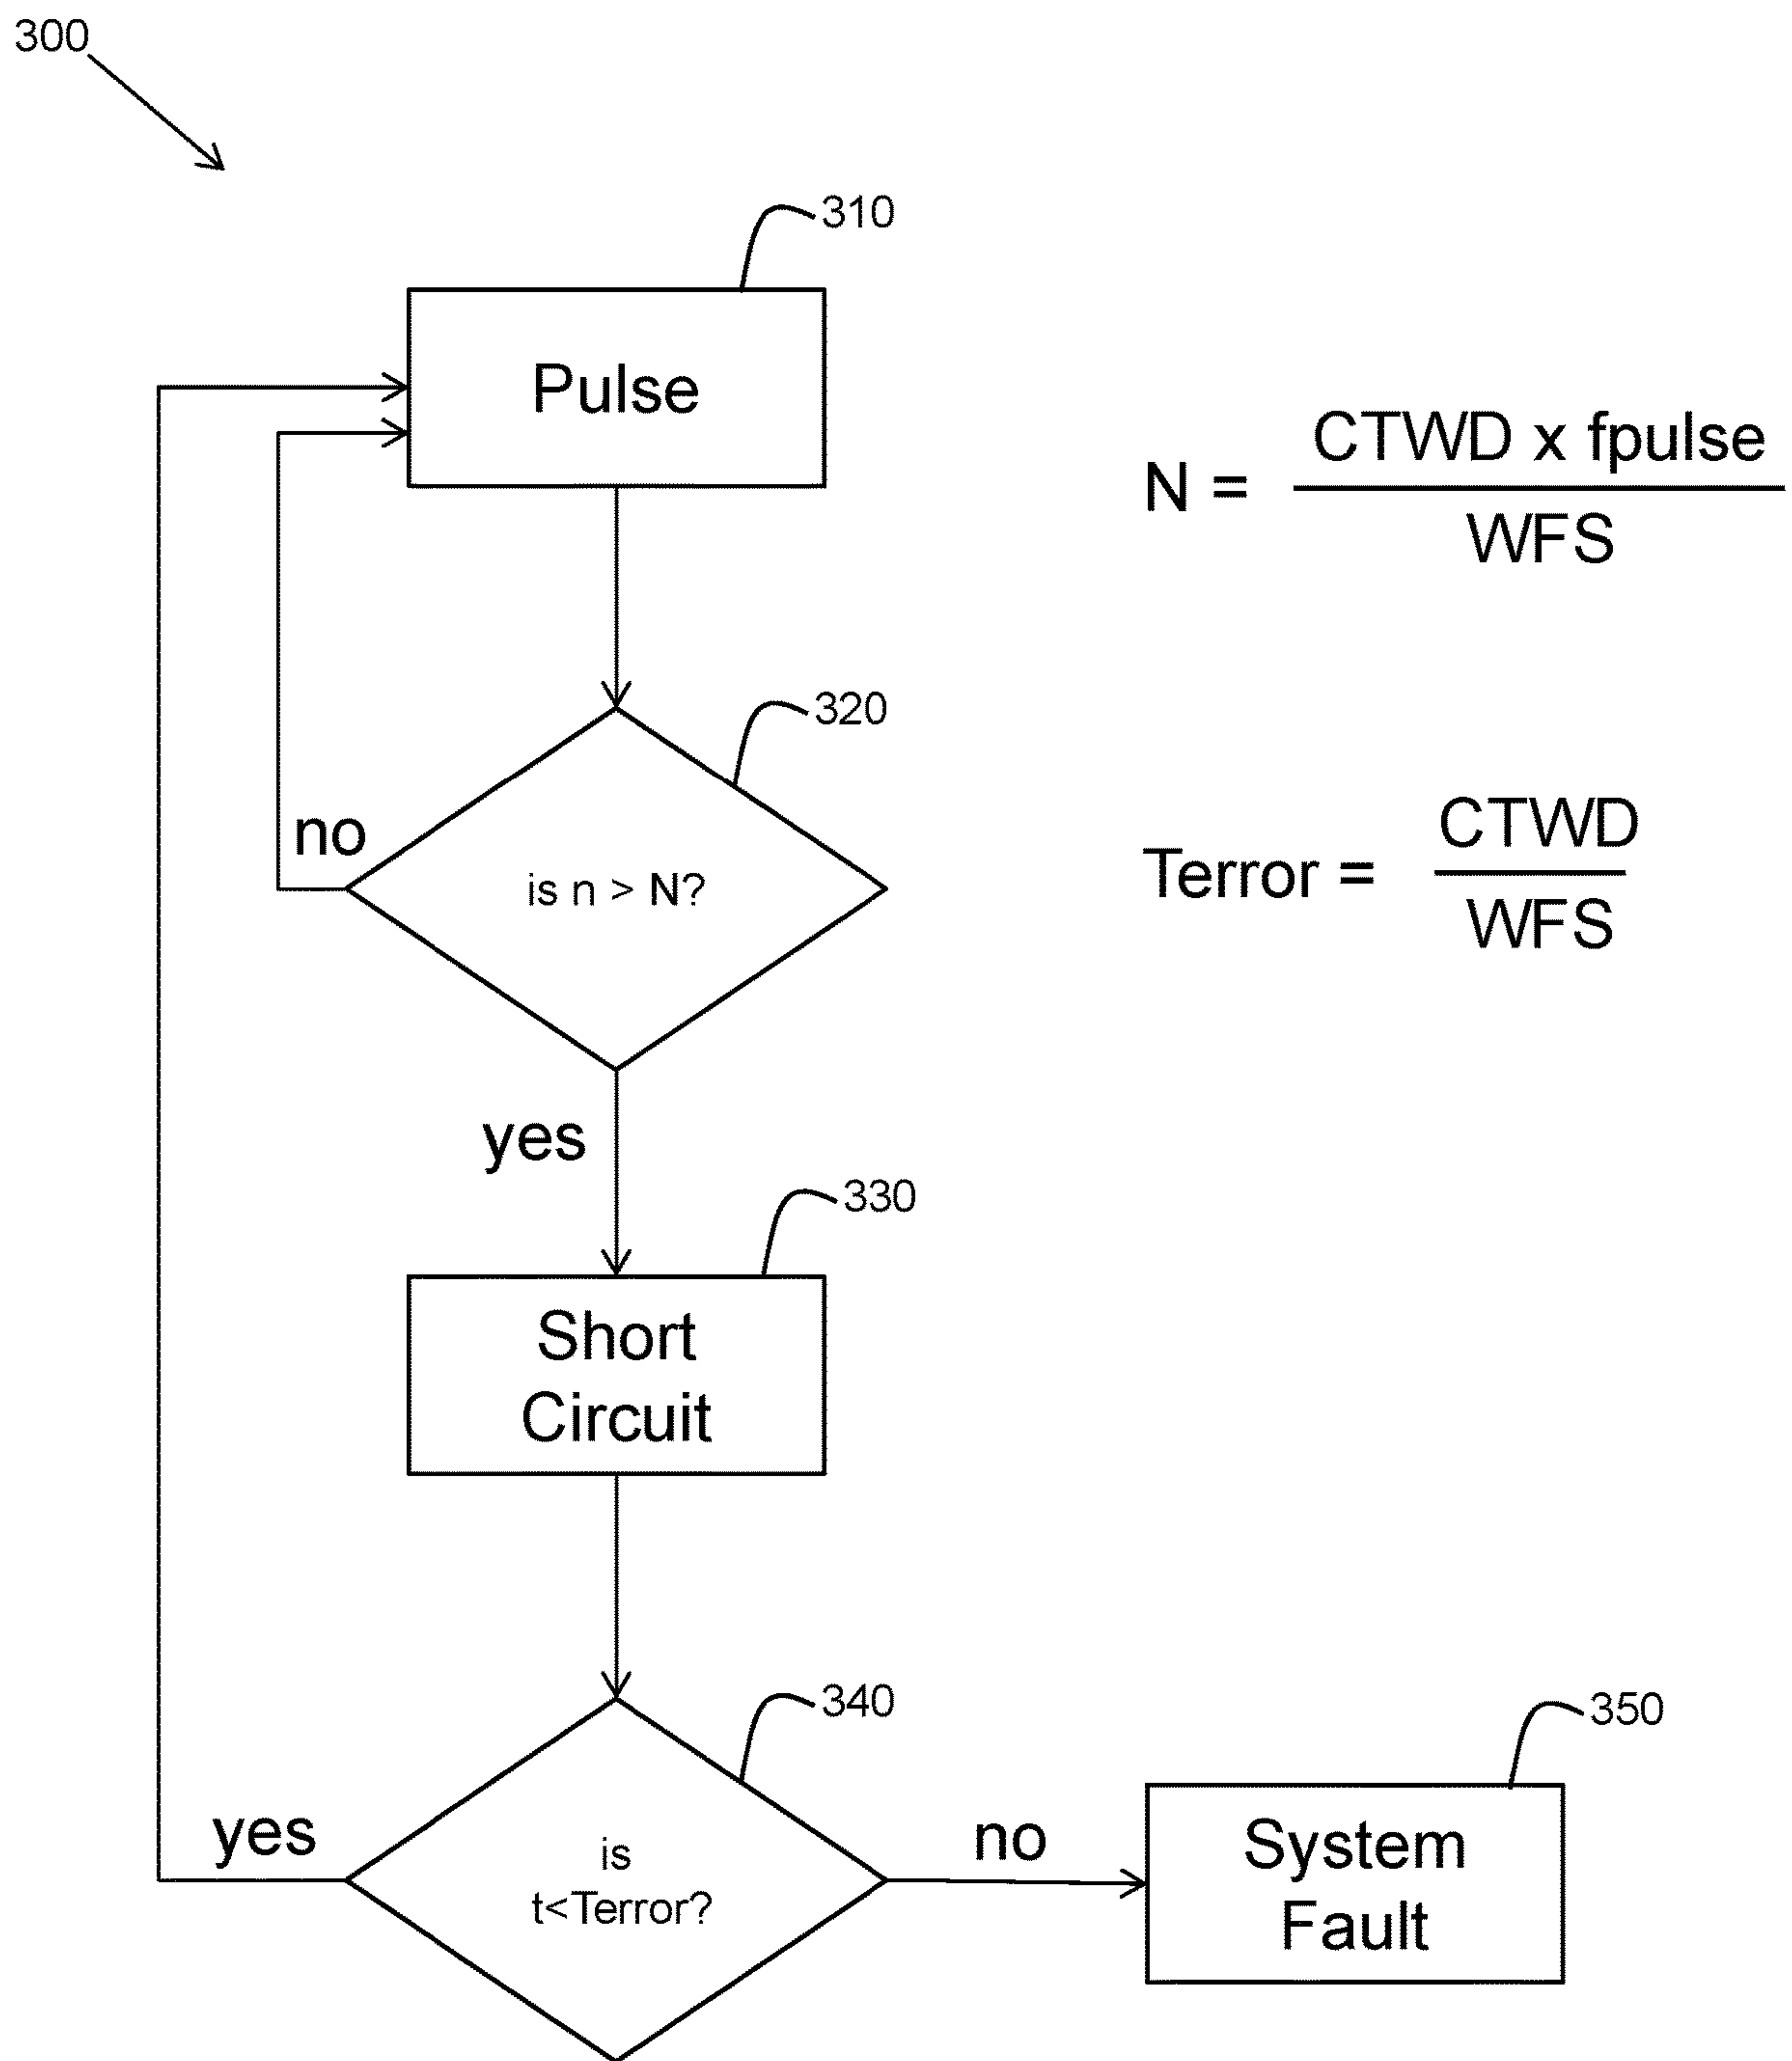 300
310
Pulse
N = CTWD x fpulse
WFS
320
no
is n > N?
Terror = CTWD
WFS
yes
330
Short
Circuit
340
350
yes
is
t<Terror?
no
System
Fault